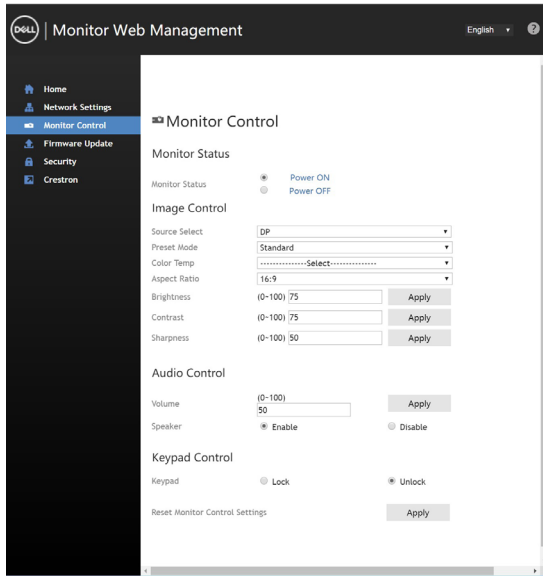 DELL | Monitor Web Management
English
?
Home
Network Settings
Monitor Control
Firmware Update
Security
Crestron
Monitor Control
Monitor Status
Monitor Status Power ON
Power OFF
Image Control
Source Select DP
Preset Mode Standard
Color Temp ---------------Select---------------
Aspect Ratio 16:9
Brightness (0~100) 75 Apply
Contrast (0~100) 75 Apply
Sharpness (0~100) 50 Apply
Audio Control
(0~100)
Volume 50 Apply
Speaker Enable Disable
Keypad Control
Keypad Lock Unlock
Reset Monitor Control Settings Apply